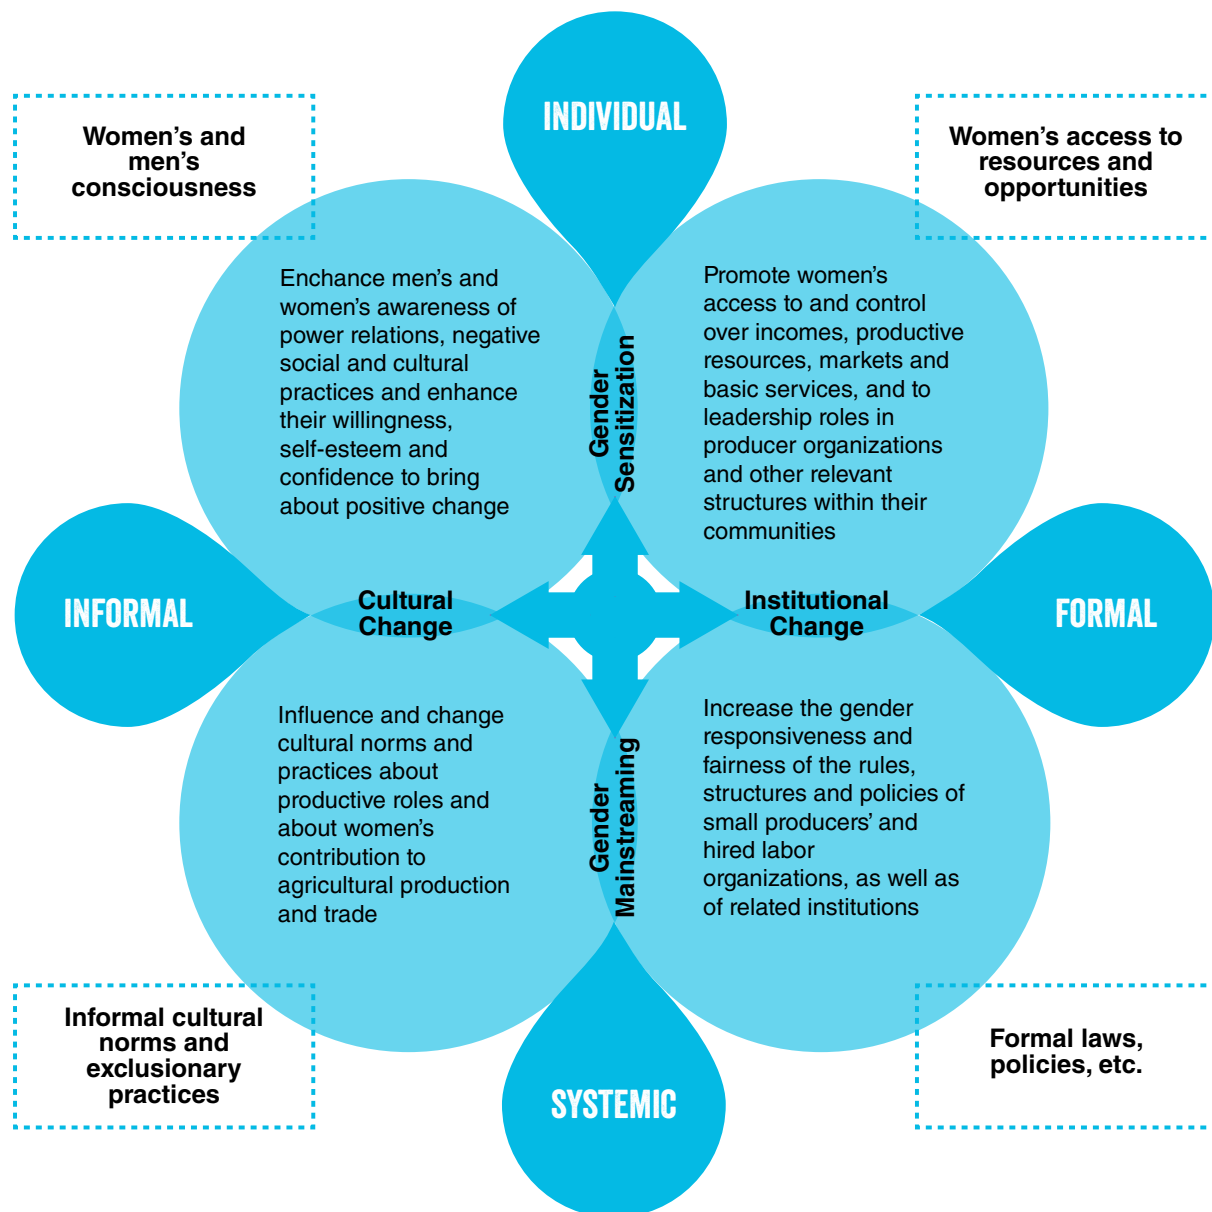 INDIVIDUAL
Women's and
men's
consciousness
Women's access to
resources and
opportunities
Enchance men's and
women's awareness of
power relations, negative
social and cultural
practices and enhance
their willingness,
self-esteem and
confidence to bring
about positive change
Gender
Sensitization
Promote women's
access to and control
over incomes, productive
resources, markets and
basic services, and to
leadership roles in
producer organizations
and other relevant
structures within their
communities
INFORMAL
Cultural
Change
Institutional
Change
FORMAL
Influence and change
cultural norms and
practices about
productive roles and
about women's
contribution to
agricultural production
and trade
Gender
Mainstreaming
Increase the gender
responsiveness and
fairness of the rules,
structures and policies of
small producers' and
hired labor
organizations, as well as
of related institutions
Informal cultural
norms and
exclusionary
practices
SYSTEMIC
Formal laws,
policies, etc.